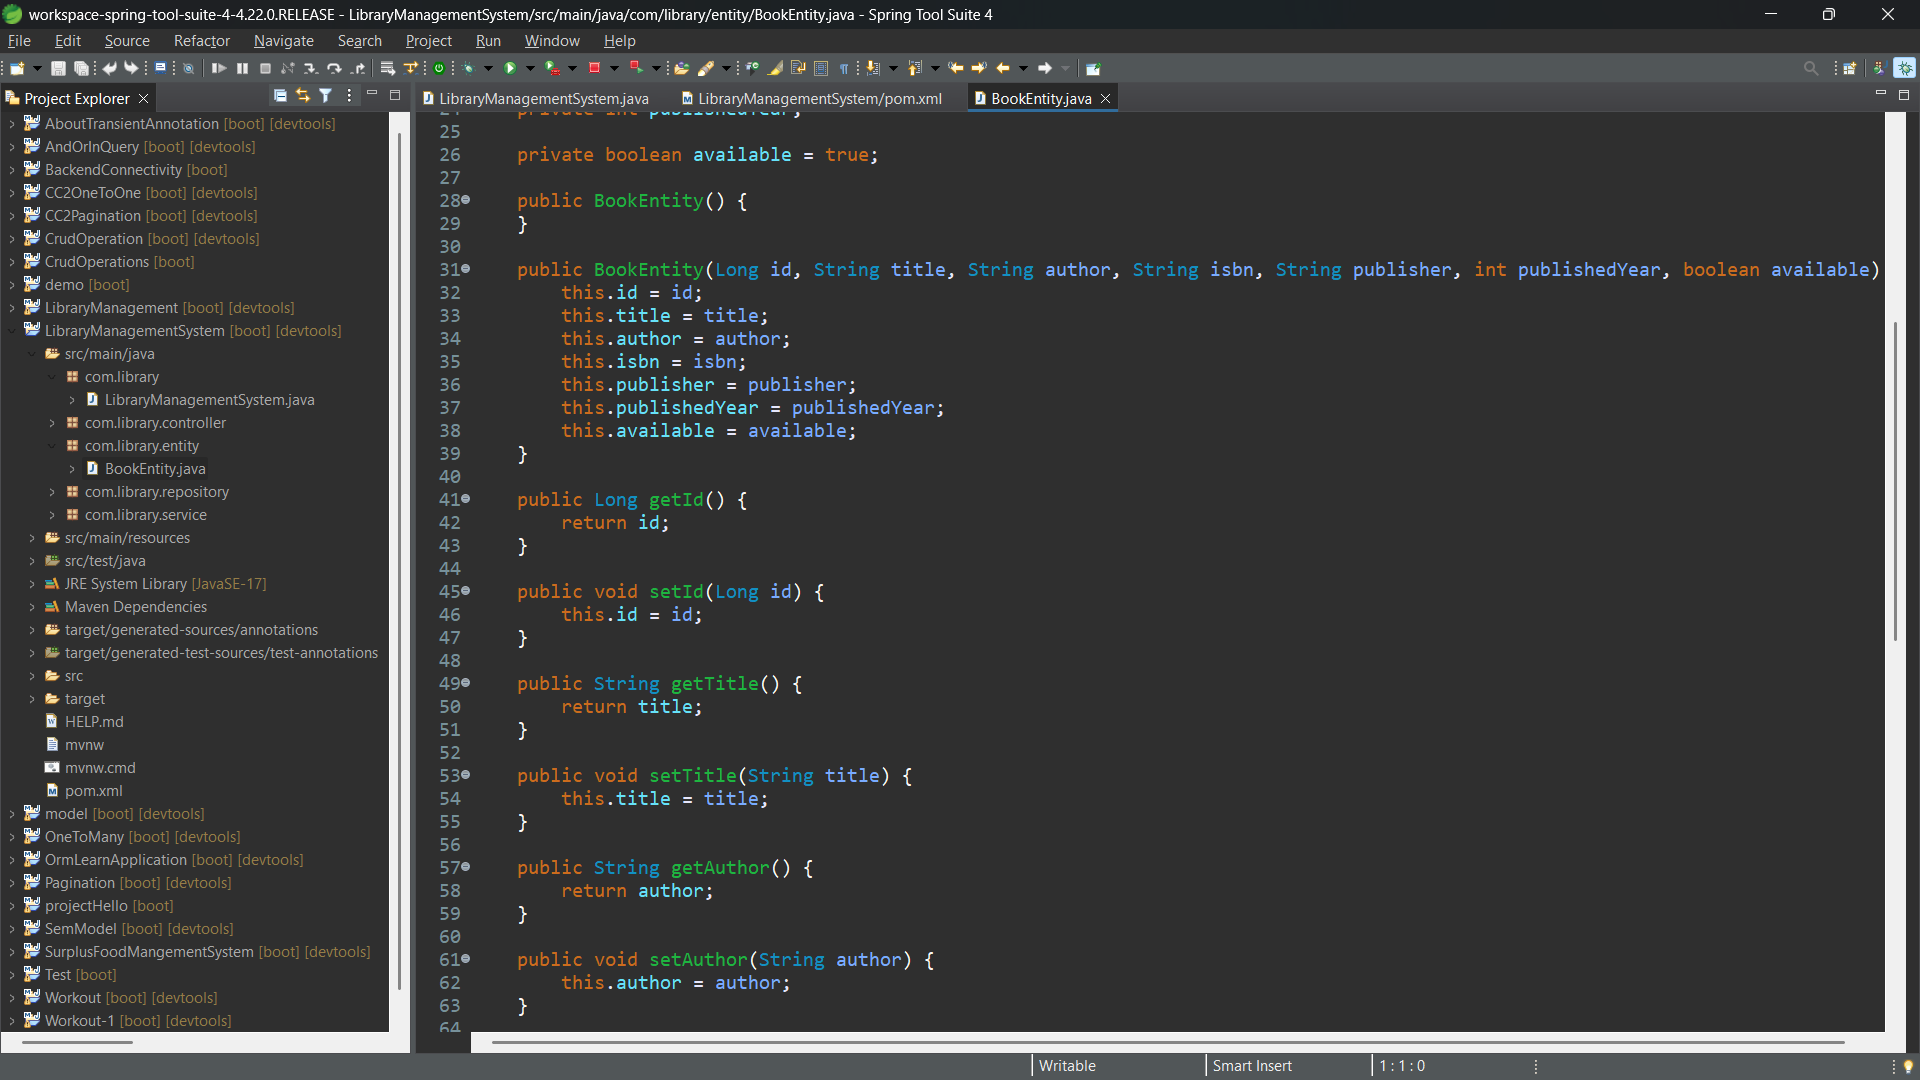 workspace-spring-tool-suite-4-4.22.0.RELEASE - LibraryManagementSystem/src/main/java/com/library/entity/BookEntity.java - Spring Tool Suite 4
File Edit Source Refactor Navigate Search Project Run Window Help
Project Explorer
AboutTransientAnnotation [boot] [devtools]
AndOrInQuery [boot] [devtools]
BackendConnectivity [boot]
CC2OneToOne [boot] [devtools]
CC2Pagination [boot] [devtools]
CrudOperation [boot] [devtools]
CrudOperations [boot]
demo [boot]
LibraryManagement [boot] [devtools]
LibraryManagementSystem [boot] [devtools]
src/main/java
com.library
LibraryManagementSystem.java
com.library.controller
com.library.entity
BookEntity.java
com.library.repository
com.library.service
src/main/resources
src/test/java
JRE System Library [JavaSE-17]
Maven Dependencies
target/generated-sources/annotations
target/generated-test-sources/test-annotations
src
target
HELP.md
mvnw
mvnw.cmd
pom.xml
model [boot] [devtools]
OneToMany [boot] [devtools]
OrmLearnApplication [boot] [devtools]
Pagination [boot] [devtools]
projectHello [boot]
SemModel [boot] [devtools]
SurplusFoodMangementSystem [boot] [devtools]
Test [boot]
Workout [boot] [devtools]
Workout-1 [boot] [devtools]
LibraryManagementSystem.java LibraryManagementSystem/pom.xml BookEntity.java
24 private int publishedYear;
25
26 private boolean available = true;
27
28 public BookEntity() {
29 }
30
31 public BookEntity(Long id, String title, String author, String isbn, String publisher, int publishedYear, boolean available)
32 this.id = id;
33 this.title = title;
34 this.author = author;
35 this.isbn = isbn;
36 this.publisher = publisher;
37 this.publishedYear = publishedYear;
38 this.available = available;
39 }
40
41 public Long getId() {
42 return id;
43 }
44
45 public void setId(Long id) {
46 this.id = id;
47 }
48
49 public String getTitle() {
50 return title;
51 }
52
53 public void setTitle(String title) {
54 this.title = title;
55 }
56
57 public String getAuthor() {
58 return author;
59 }
60
61 public void setAuthor(String author) {
62 this.author = author;
63 }
64
Writable Smart Insert 1 : 1 : 0